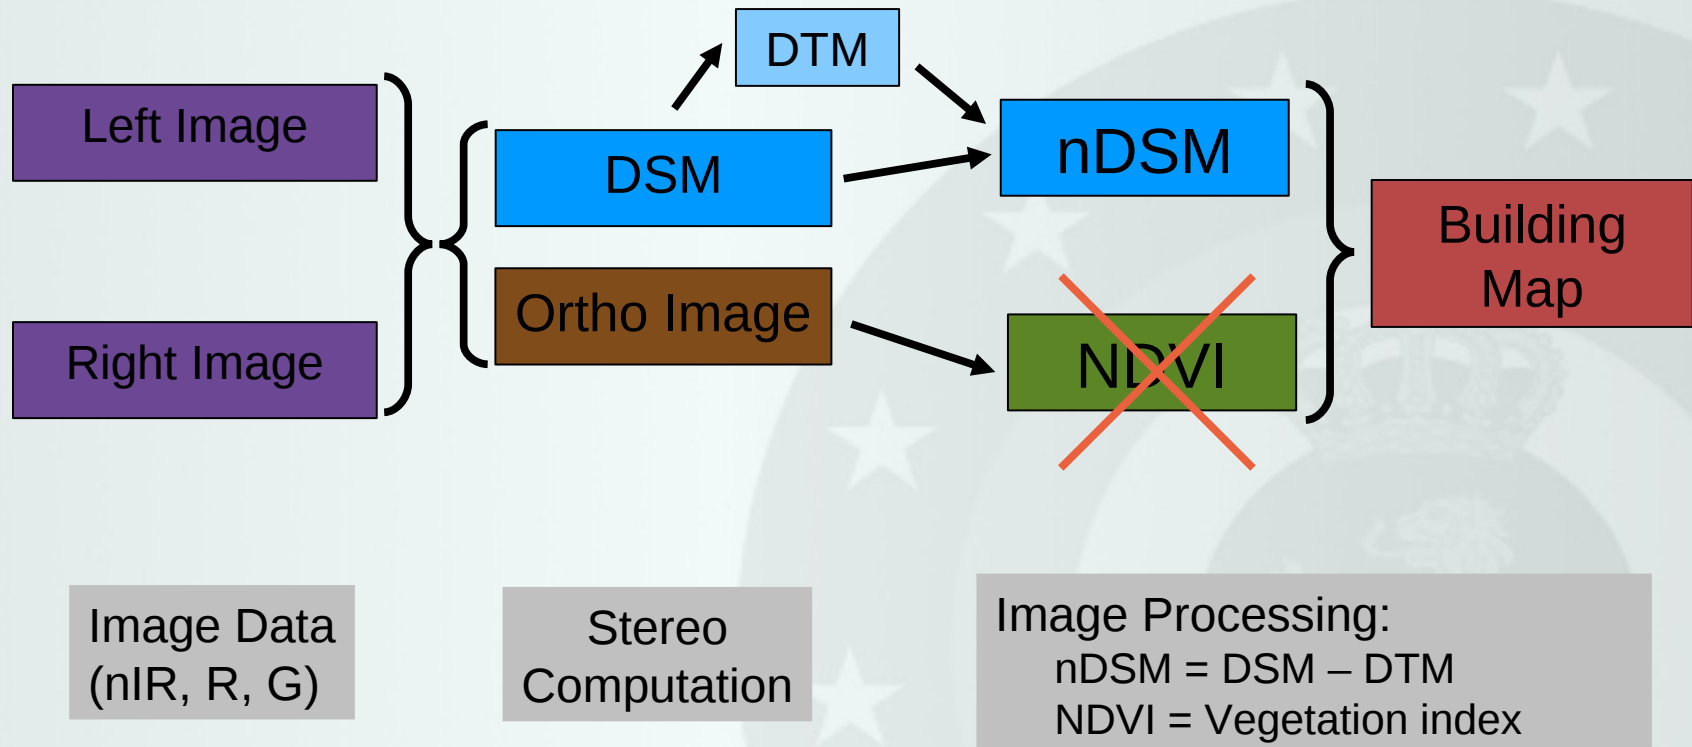 DTM
Left Image
DSM
nDSM
Building
Map
Ortho Image
Right Image
NDVI
Image Data
(nIR, R, G)
Stereo
Computation
Image Processing:
nDSM = DSM – DTM
NDVI = Vegetation index